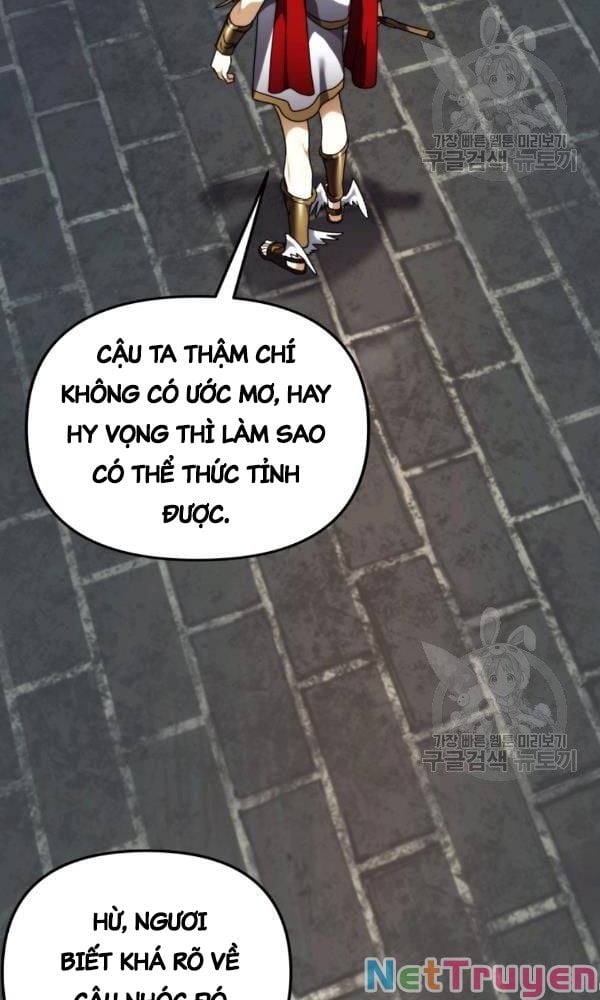 가장 빠른 웹툰 미리보기
구글검색 뉴토끼
CẬU TA THẬM CHÍ
KHÔNG CÓ ƯỚC MƠ, HAY
HY VỌNG THÌ LÀM SAO
CÓ THỂ THỨC TỈNH
ĐƯỢC.
가장 빠른 웹툰 미리보기
구글검색 뉴토끼
HỪ, NGƯƠI
BIẾT KHÁ RÕ VỀ
CẬU NHÓC ĐÓ
NetTruyen